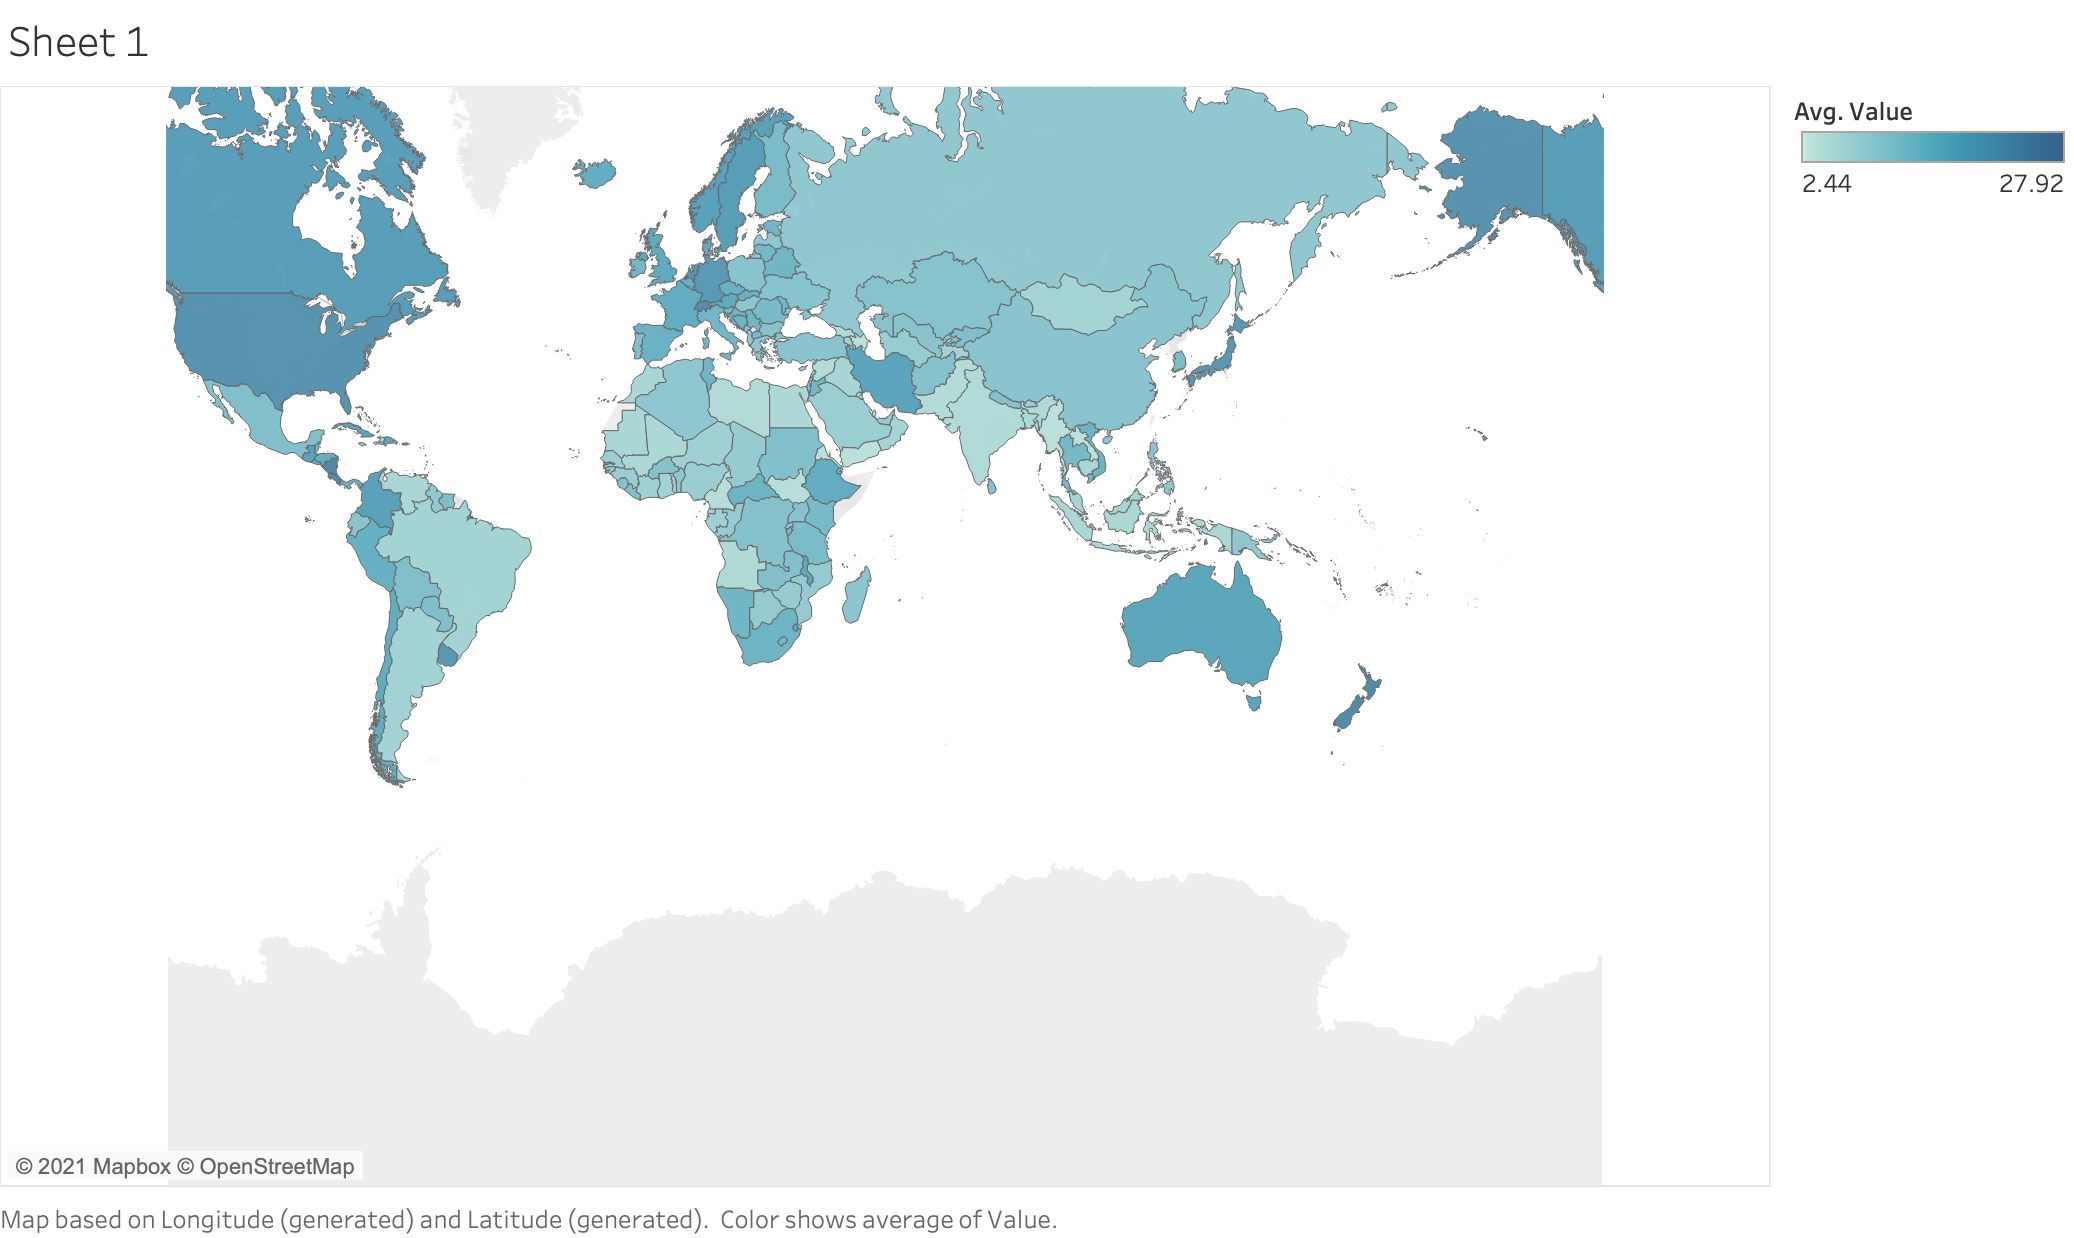 Sheet 1
Avg. Value
2.44 27.92
© 2021 Mapbox © OpenStreetMap
Map based on Longitude (generated) and Latitude (generated). Color shows average of Value.